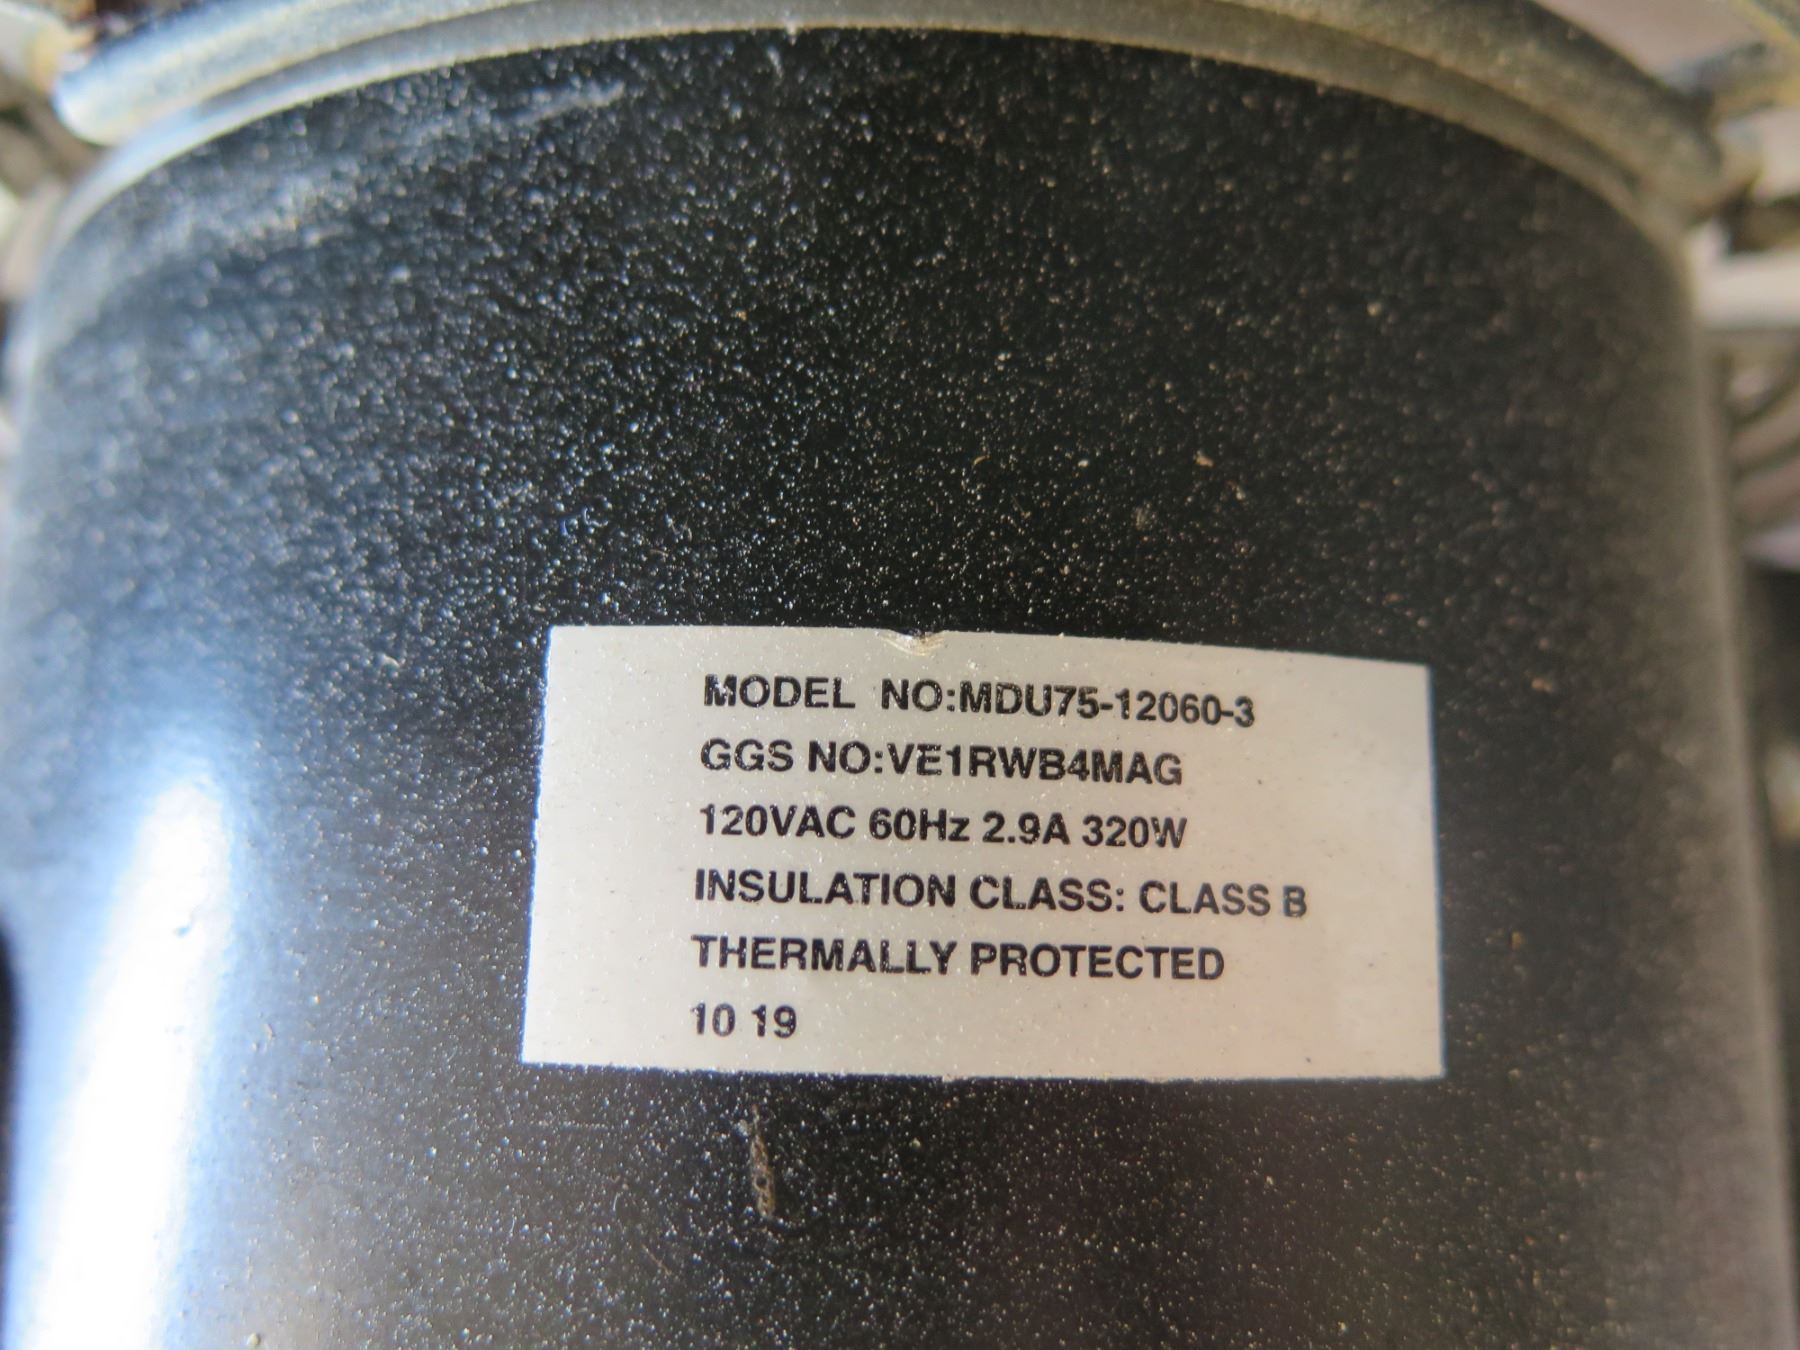 MODEL NO:MDU75-12060-3
GGS NO:VE1RWB4MAG
120VAC 60Hz 2.9A 320W
INSULATION CLASS: CLASS B
THERMALLY PROTECTED
10 19